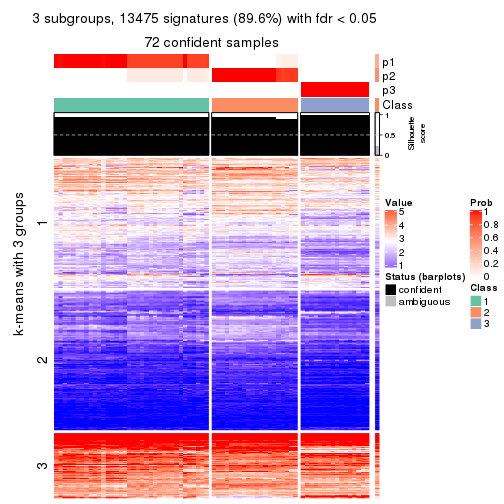 3 subgroups, 13475 signatures (89.6%) with fdr < 0.05
72 confident samples
p1
p2
p3
Class
1
0.5
0
Silhouette
score
k-means with 3 groups
1
2
3
Value
5
4
3
2
1
Status (barplots)
confident
ambiguous
Prob
1
0.8
0.6
0.4
0.2
0
Class
1
2
3